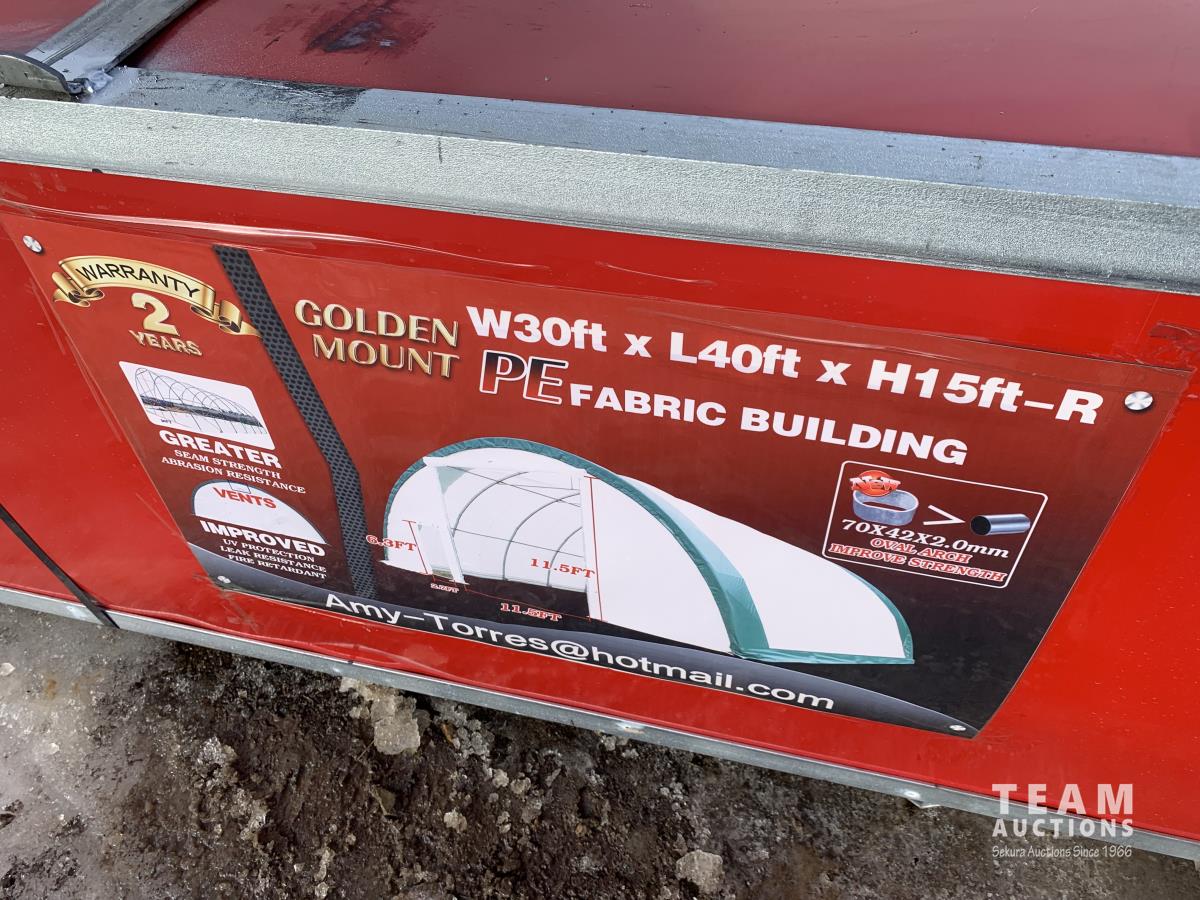 WARRANTY
2
YEARS
GREATER
SEAM STRENGTH
ABRASION RESISTANCE
VENTS
IMPROVED
UV PROTECTION
LEAK RESISTANCE
FIRE RETARDANT
GOLDEN
MOUNT
W30ft x L40ft x H15ft-R
PE FABRIC BUILDING
NEW
>
70X42X2.0mm
OVAL ARCH
IMPROVE STRENGTH
6.3FT
11.5FT
11.5FT
Amy-Torres@hotmail.com
TEAM
AUCTIONS
Sekura Auctions Since 1966